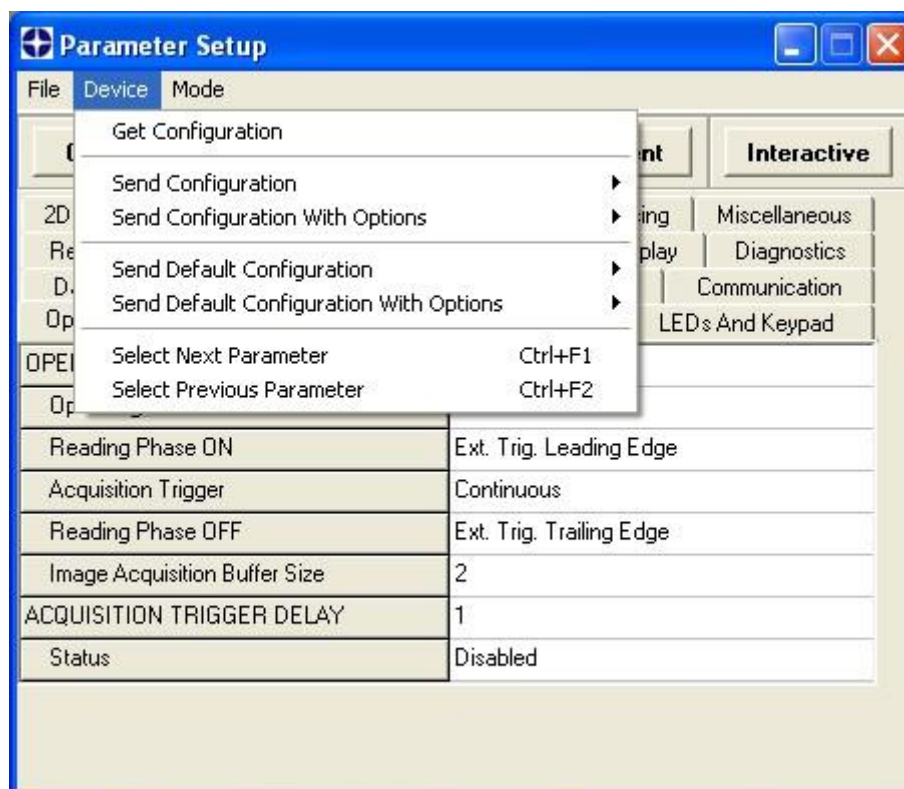 Parameter Setup
File Device Mode
Get Configuration
Interactive
Send Configuration
Send Configuration With Options
2D
Miscellaneous
Diagnostics
Send Default Configuration
Send Default Configuration With Options
Communication
LEDs And Keypad
Select Next Parameter Ctrl+F1
Select Previous Parameter Ctrl+F2
Reading Phase ON Ext. Trig. Leading Edge
Acquisition Trigger Continuous
Reading Phase OFF Ext. Trig. Trailing Edge
Image Acquisition Buffer Size 2
ACQUISITION TRIGGER DELAY 1
Status Disabled